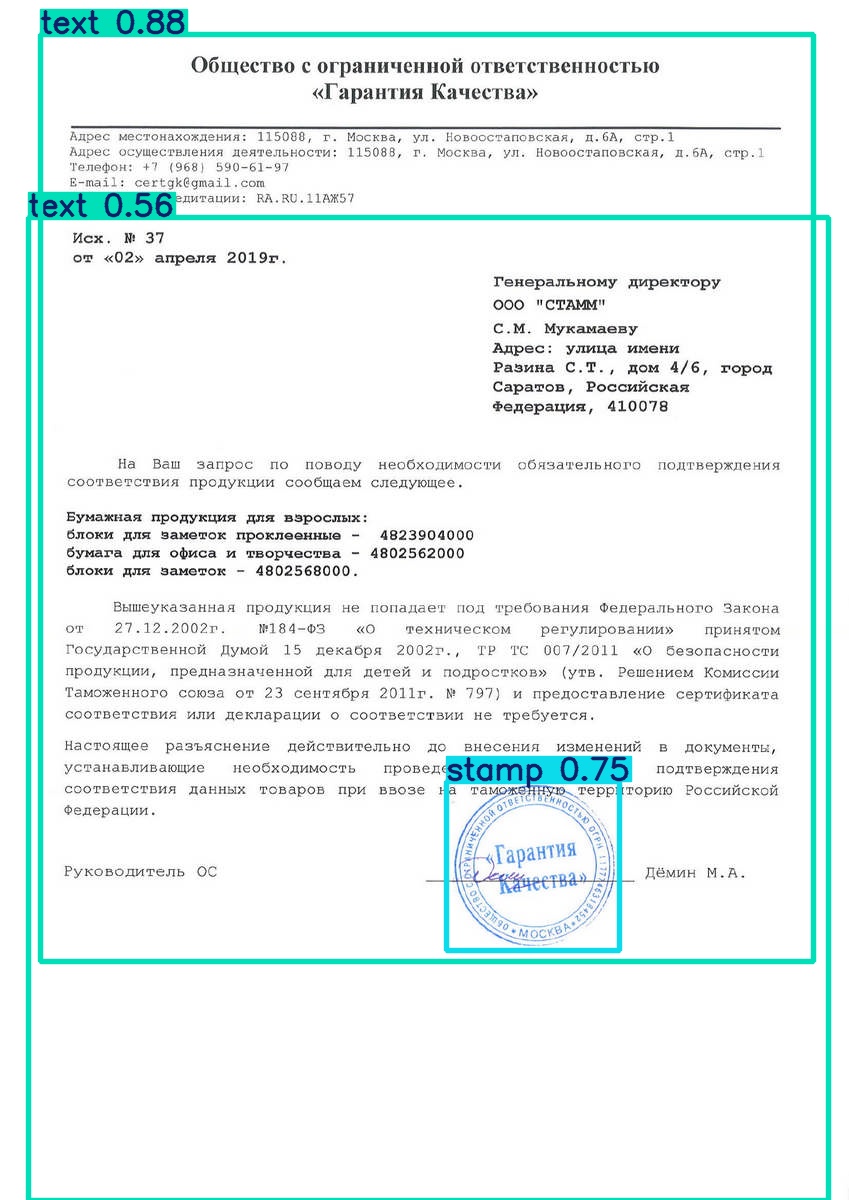 text 0.88
Общество с ограниченной ответственностью
«Гарантия Качества»
Адрес местонахождения: 115088, г. Москва, ул. Новоостаповская, д.6А, стр.1
Адрес осуществления деятельности: 115088, г. Москва, ул. Новоостаповская, д.6А, стр.1
Телефон: +7 (968) 590-61-97
E-mail: certgk@gmail.com
text 0.56
едитации: RA.RU.11АЖ57
Исх. № 37
от «02» апреля 2019г.
Генеральному директору
ООО "СТАММ"
С.М. Мукамаеву
Адрес: улица имени
Разина С.Т., дом 4/6, город
Саратов, Российская
Федерация, 410078
На Ваш запрос по поводу необходимости обязательного подтверждения
соответствия продукции сообщаем следующее.
Бумажная продукция для взрослых:
блоки для заметок проклеенные - 4823904000
бумага для офиса и творчества - 4802562000
блоки для заметок - 4802568000.
Вышеуказанная продукция не попадает под требования Федерального Закона
от 27.12.2002г. №184-ФЗ «О техническом регулировании» принятом
Государственной Думой 15 декабря 2002г., ТР ТС 007/2011 «О безопасности
продукции, предназначенной для детей и подростков» (утв. Решением Комиссии
Таможенного союза от 23 сентября 2011г. № 797) и предоставление сертификата
соответствия или декларации о соответствии не требуется.
Настоящее разъяснение действительно до внесения изменений в документы,
устанавливающие необходимость проведе подтверждения
stamp 0.75
соответствия данных товаров при ввозе на таможенную территорию Российской
Федерации.
Руководитель ОС
ОБЩЕСТВО С ОГРАНИЧЕННОЙ ОТВЕТСТВЕННОСТЬЮ ОГРН 1177746318452
«Гарантия
Качества»
* МОСКВА *
Дёмин М.А.